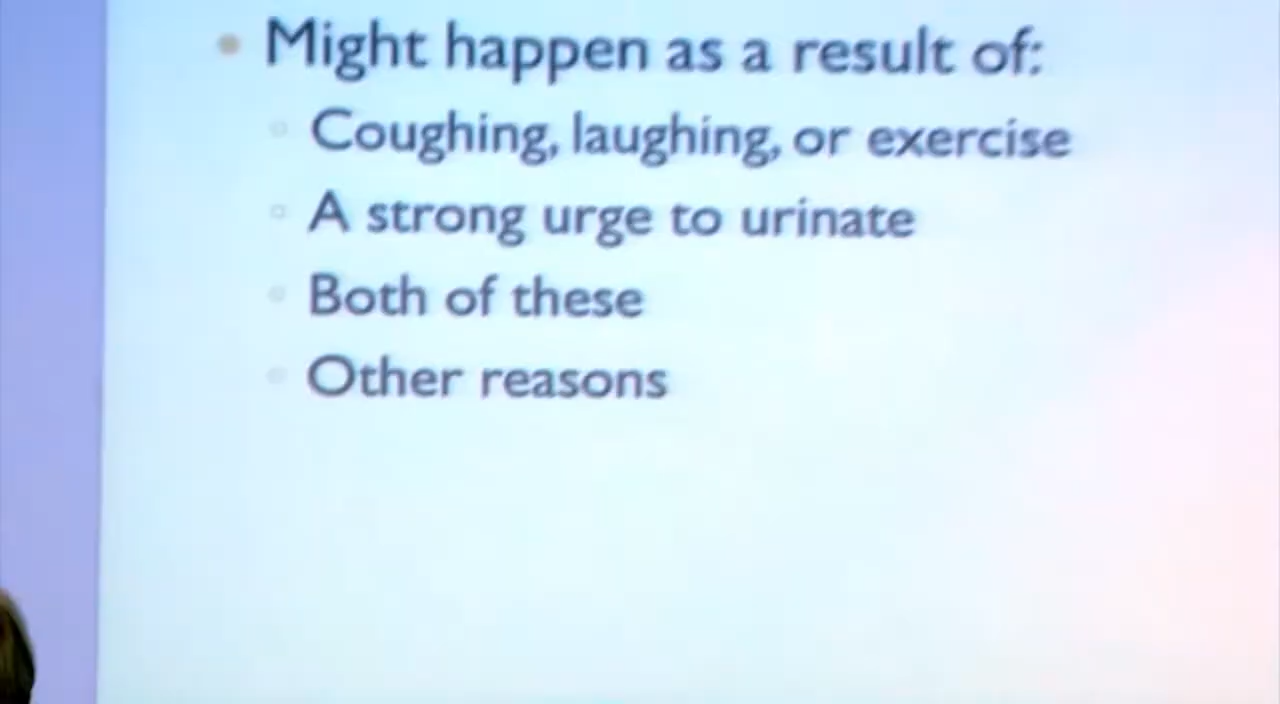 Might happen as a result of:
Coughing, laughing, or exercise
A strong urge to urinate
Both of these
Other reasons